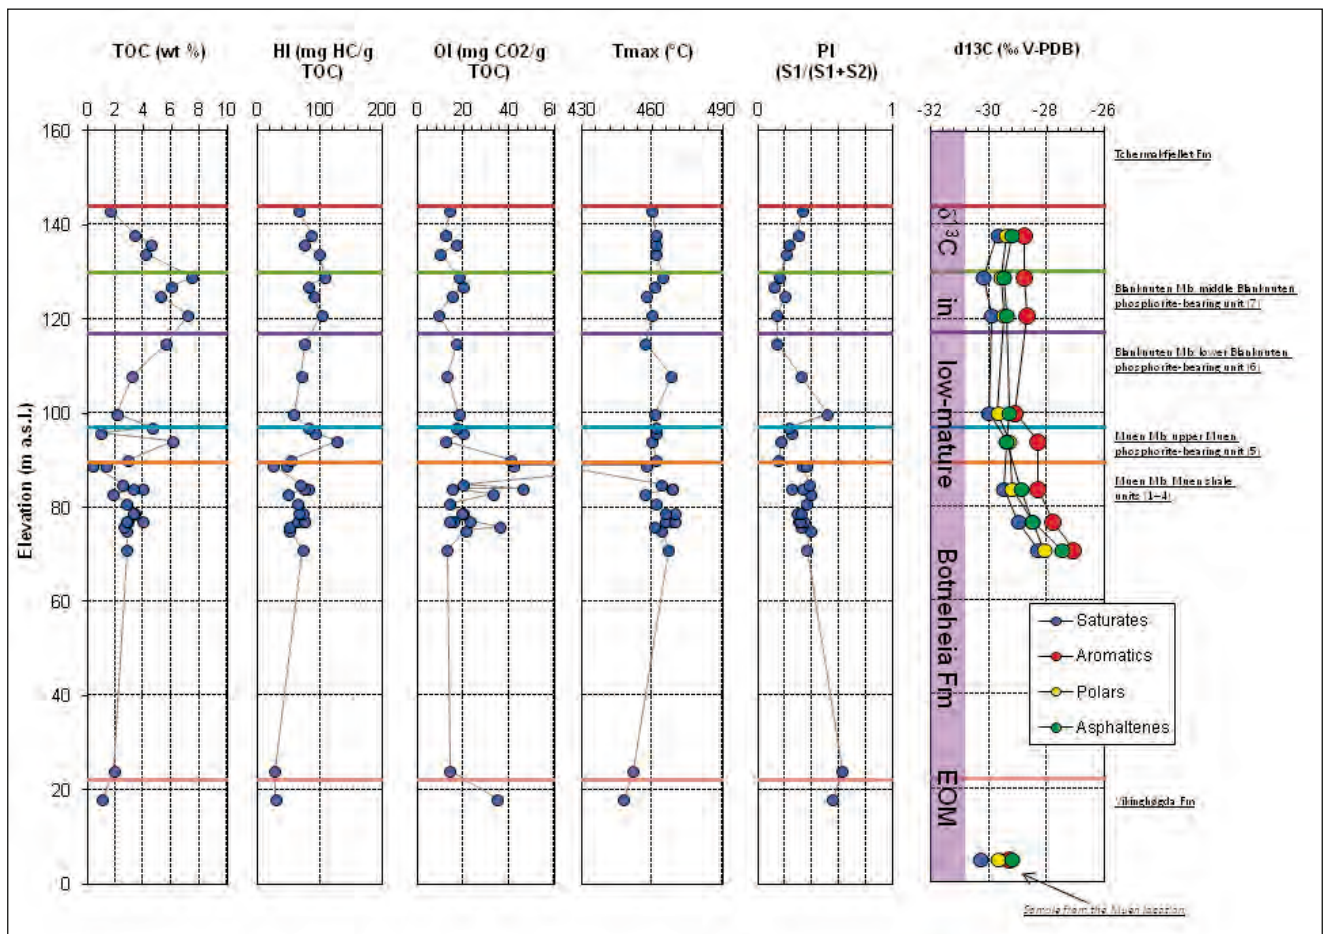 TOC (wt %)
HI (mg HC/g
TOC)
OI (mg CO2/g
TOC)
Tmax (°C)
PI
(S1/(S1+S2))
d13C (‰ V-PDB)
0 2 4 6 8 10
0 100 200
0 20 40 60
430 460 490
0 1
-32 -30 -28 -26
160
140
120
100
80
60
40
20
0
Elevation (m a.s.l.)
δ13C in low-mature Botneheia Fm EOM
Tschermakfjellet Fm
Blanknuten Mb. middle Blanknuten
phosphorite-bearing unit (7)
Blanknuten Mb. lower Blanknuten
phosphorite-bearing unit (6)
Muen Mb. upper Muen
phosphorite-bearing unit (5)
Muen Mb. Muen shale
units (1–4)
Saturates
Aromatics
Polars
Asphaltenes
Vikinghøgda Fm
Sample from the Muen location